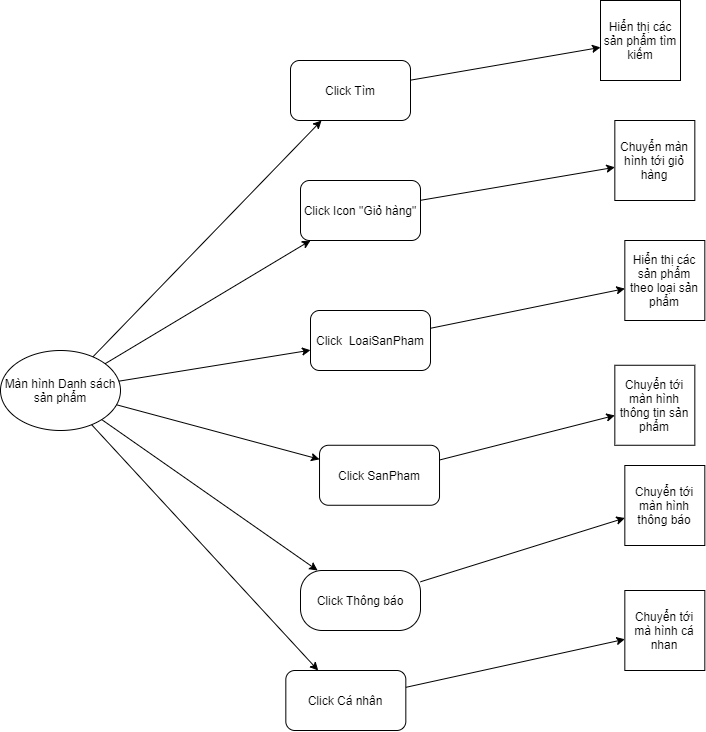 Hiển thị các
sản phẩm tìm
kiếm
Click Tìm
Chuyển màn
hình tới giỏ
hàng
Click Icon "Giỏ hàng"
Hiển thị các
sản phẩm
theo loại sản
phẩm
Click  LoaiSanPham
Màn hình Danh sách
sản phẩm
Chuyển tới
màn hình
thông tin sản
phẩm
Click SanPham
Chuyển tới
màn hình
thông báo
Click Thông báo
Chuyển tới
mà hình cá
nhan
Click Cá nhân